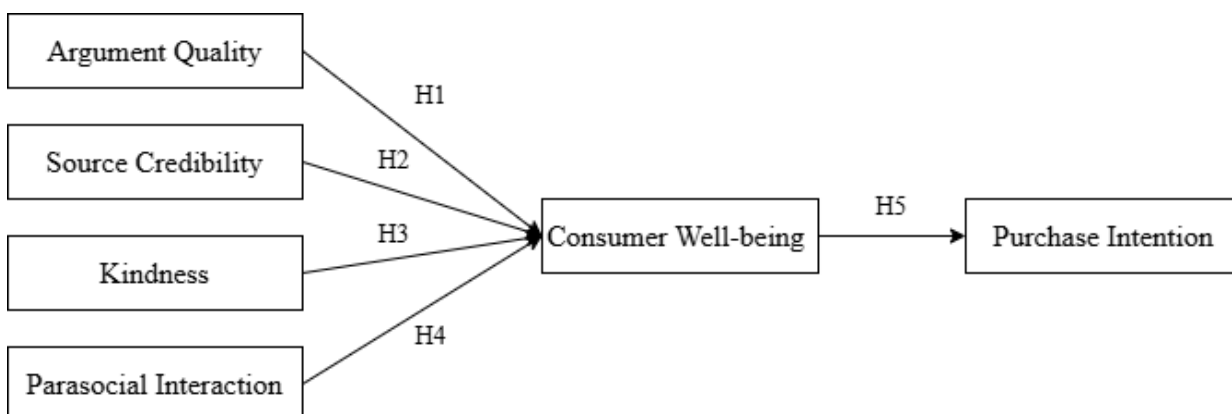 Argument Quality
H1
Source Credibility
H2
H3
Consumer Well-being
H5
Purchase Intention
Kindness
H4
Parasocial Interaction